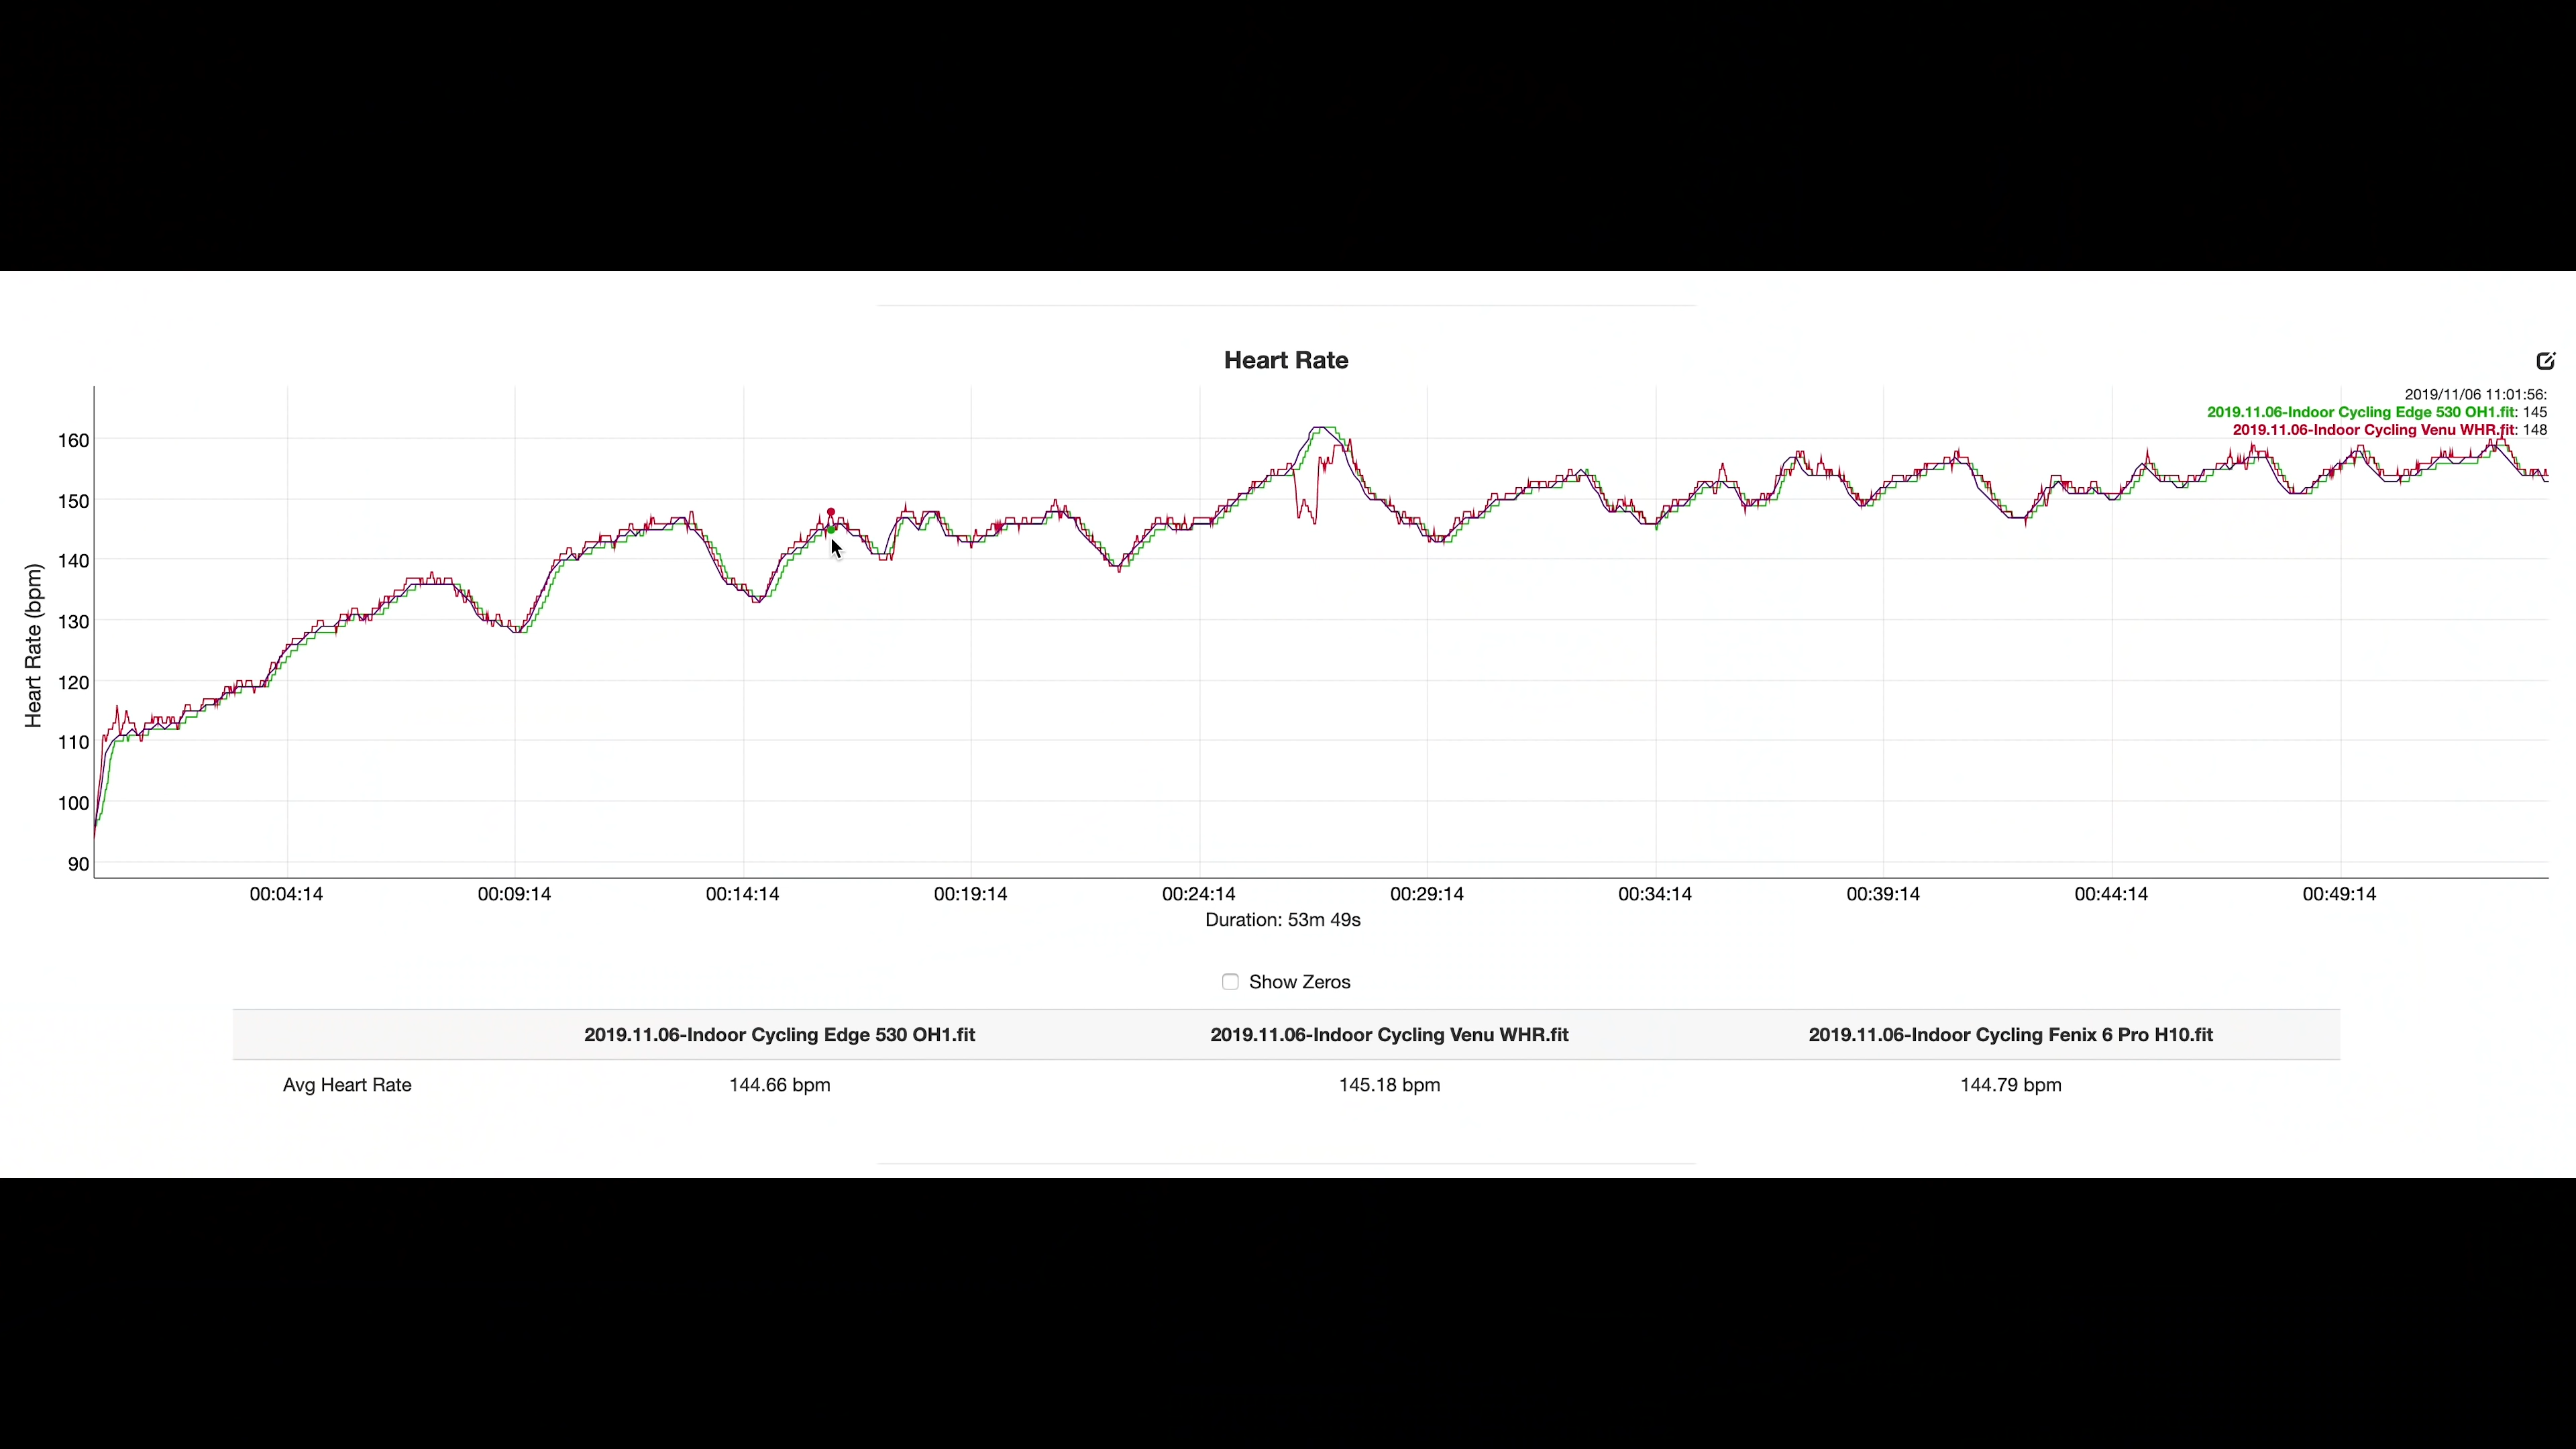 Heart Rate
2019/11/06 11:01:56:
2019.11.06-Indoor Cycling Edge 530 OH1.fit: 145
2019.11.06-Indoor Cycling Venu WHR.fit: 148
Heart Rate (bpm)
160
150
140
130
120
110
100
90
00:04:14 00:09:14 00:14:14 00:19:14 00:24:14 00:29:14 00:34:14 00:39:14 00:44:14 00:49:14
Duration: 53m 49s
Show Zeros
2019.11.06-Indoor Cycling Edge 530 OH1.fit 2019.11.06-Indoor Cycling Venu WHR.fit 2019.11.06-Indoor Cycling Fenix 6 Pro H10.fit
Avg Heart Rate 144.66 bpm 145.18 bpm 144.79 bpm